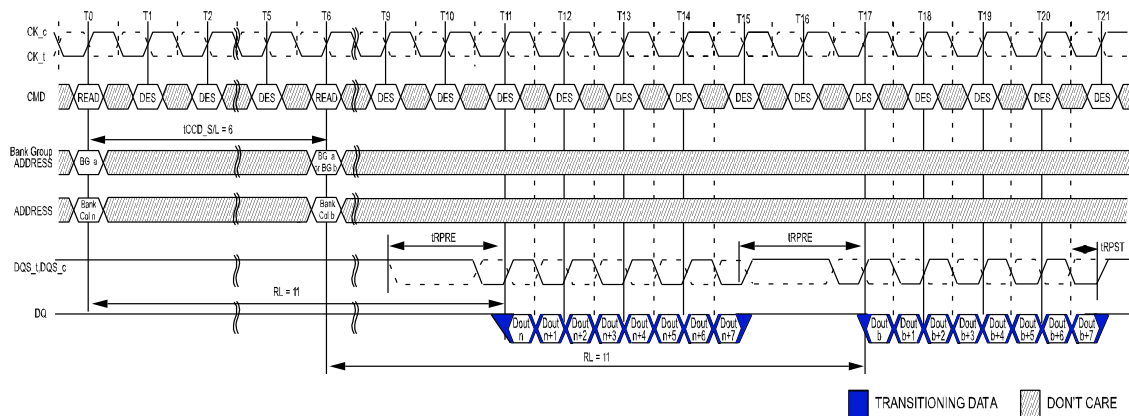 T0 T1 T2 T5 T6 T9 T10 T11 T12 T13 T14 T15 T16 T17 T18 T19 T20 T21
CK_c
CK_t
CMD READ DES DES DES READ DES DES DES DES DES DES DES DES DES DES DES DES DES
tCCD_S/L = 6
Bank Group
ADDRESS
BG a
BG a
or BG b
ADDRESS
Bank
Col n
Bank
Col b
tRPRE
tRPRE
tRPST
DQS_t,DQS_c
RL = 11
DQ
Dout
n
Dout
n+1
Dout
n+2
Dout
n+3
Dout
n+4
Dout
n+5
Dout
n+6
Dout
n+7
Dout
b
Dout
b+1
Dout
b+2
Dout
b+3
Dout
b+4
Dout
b+5
Dout
b+6
Dout
b+7
RL = 11
TRANSITIONING DATA
DON'T CARE